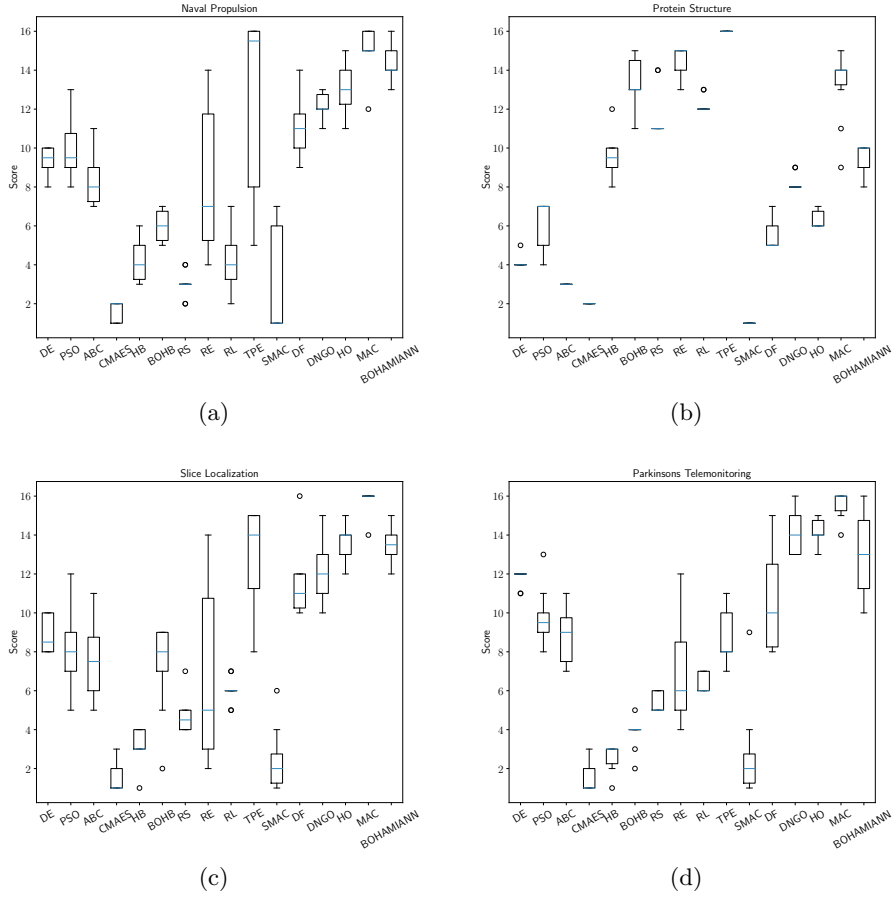 Naval Propulsion
16
14
12
10
8
6
4
2
Score
DE PSO ABC CMAES HB BOHB RS RE RL TPE SMAC DF DNGO HO MAC BOHAMIANN
(a)
Protein Structure
16
14
12
10
8
6
4
2
Score
DE PSO ABC CMAES HB BOHB RS RE RL TPE SMAC DF DNGO HO MAC BOHAMIANN
(b)
Slice Localization
16
14
12
10
8
6
4
2
Score
DE PSO ABC CMAES HB BOHB RS RE RL TPE SMAC DF DNGO HO MAC BOHAMIANN
(c)
Parkinsons Telemonitoring
16
14
12
10
8
6
4
2
Score
DE PSO ABC CMAES HB BOHB RS RE RL TPE SMAC DF DNGO HO MAC BOHAMIANN
(d)